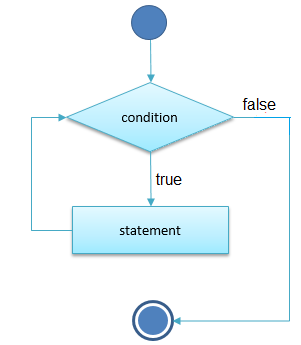 condition
false
true
statement